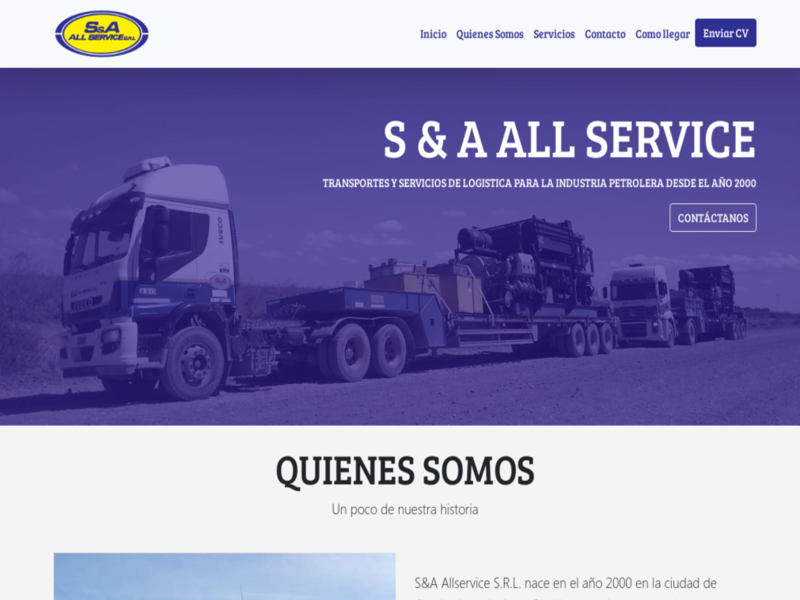 S&A
ALL SERVICE S.R.L.
Inicio Quienes Somos Servicios Contacto Como llegar Enviar CV
S & A ALL SERVICE
TRANSPORTES Y SERVICIOS DE LOGISTICA PARA LA INDUSTRIA PETROLERA DESDE EL AÑO 2000
CONTÁCTANOS
IVECO
S&A
IVECO
QUIENES SOMOS
Un poco de nuestra historia
S&A Allservice S.R.L. nace en el año 2000 en la ciudad de